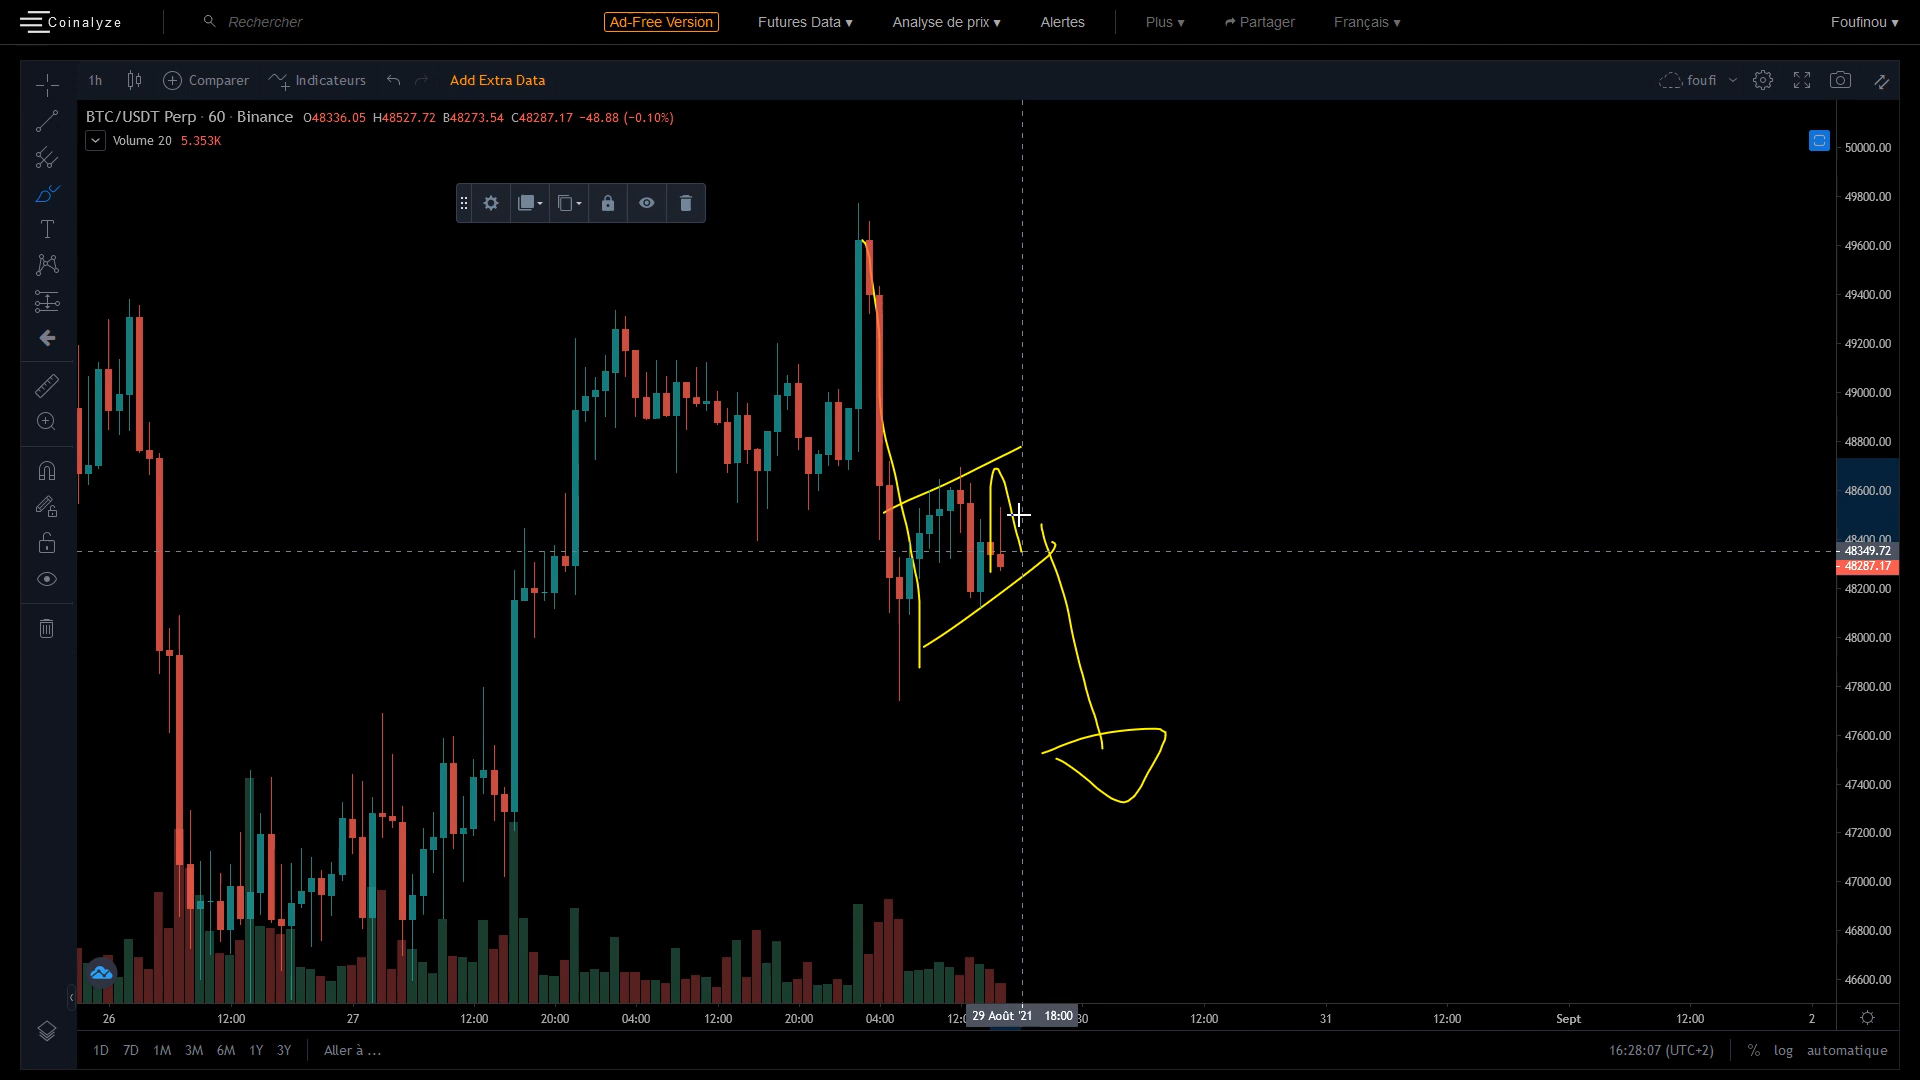 Coinalyze
Rechercher
Ad-Free Version
Futures Data ▾
Analyse de prix ▾
Alertes
Plus ▾
Partager
Français ▾
Foufinou ▾
1h
Comparer
Indicateurs
Add Extra Data
foufi
BTC/USDT Perp · 60 · Binance O48336.05 H48527.72 B48273.54 C48287.17 −48.88 (−0.10%)
Volume 20 5.353K
50000.00
49800.00
49600.00
49400.00
49200.00
49000.00
48800.00
48600.00
48400.00
48349.72
48287.17
48200.00
48000.00
47800.00
47600.00
47400.00
47200.00
47000.00
46800.00
46600.00
26 12:00 27 12:00 20:00 04:00 12:00 20:00 04:00 29 Août '21 18:00 12:00 31 12:00 Sept 12:00 2
1D 7D 1M 3M 6M 1Y 3Y Aller à ... 16:28:07 (UTC+2) % log automatique